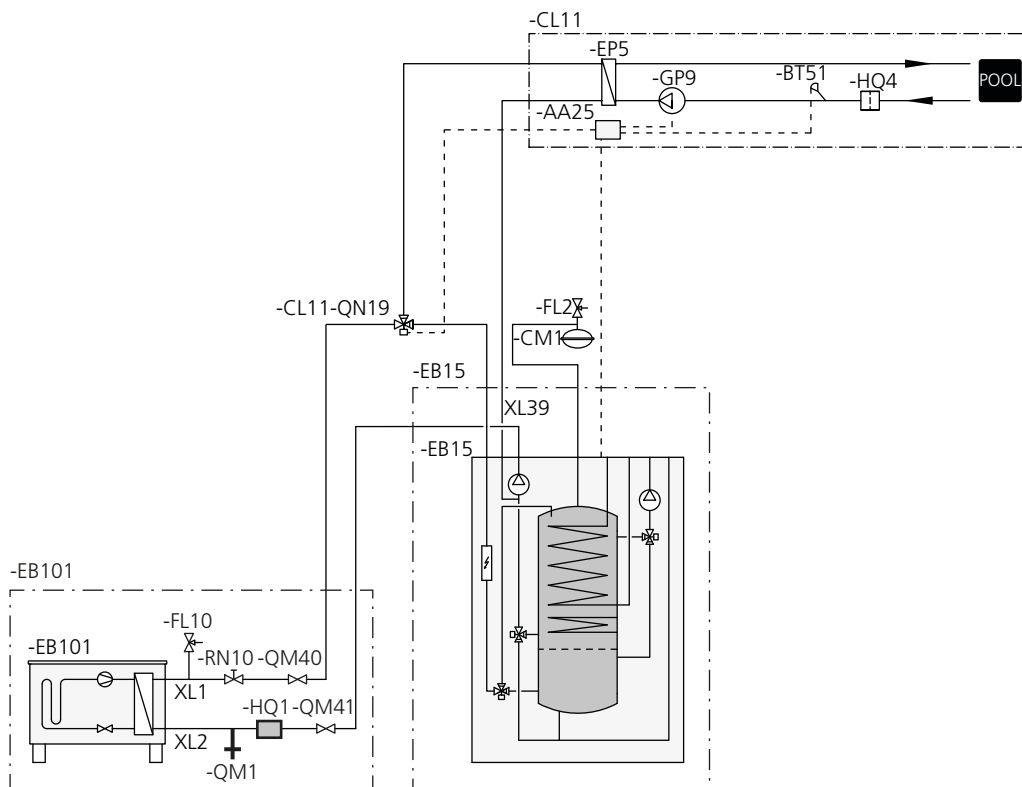 -CL11
-EP5
-GP9
-BT51
-HQ4
POOL
-AA25
-CL11-QN19
-FL2
-CM1
-EB15
XL39
-EB15
-EB101
-FL10
-EB101
-RN10 -QM40
XL1
-HQ1 -QM41
XL2
-QM1